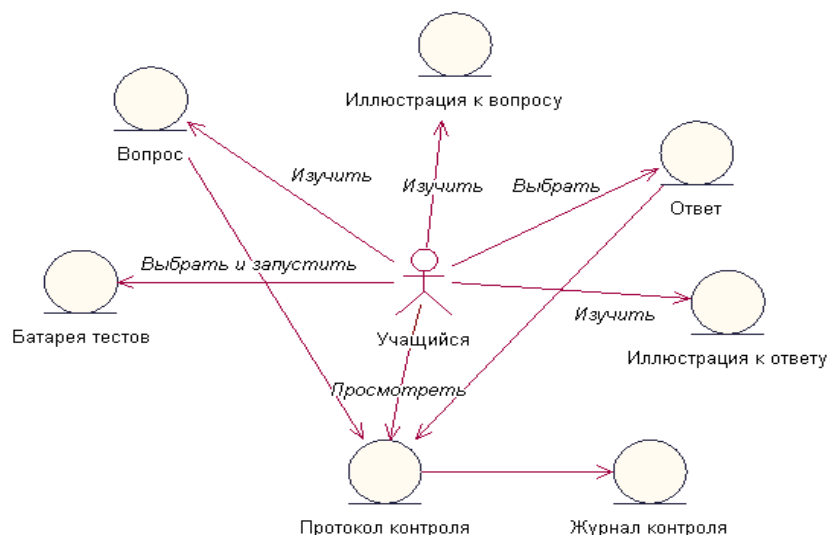 Иллюстрация к вопросу
Вопрос
Изучить
Изучить
Выбрать
Ответ
Выбрать и запустить
Батарея тестов
Учащийся
Изучить
Иллюстрация к ответу
Просмотреть
Протокол контроля
Журнал контроля